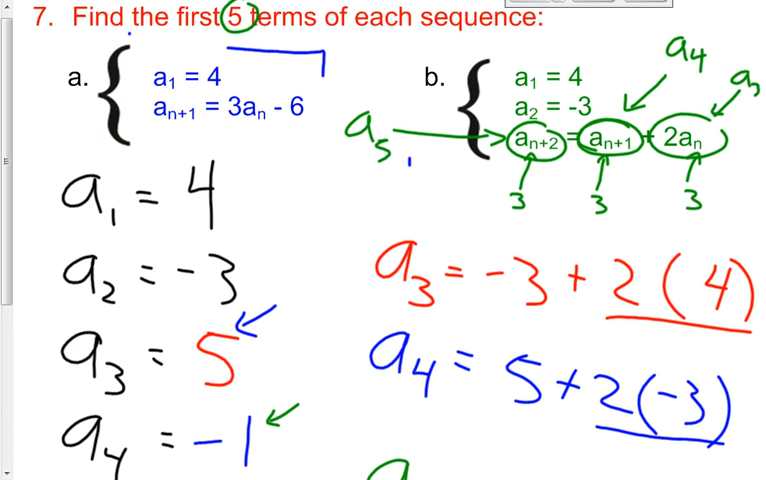 7. Find the first 5 terms of each sequence:
a. { a₁ = 4
aₙ₊₁ = 3aₙ - 6
b. { a₁ = 4
a₂ = -3
aₙ₊₂ = aₙ₊₁ + 2aₙ
a₄
a₅
3 3 3
a₁ = 4
a₂ = -3
a₃ = 5
a₄ = -1
a₃ = -3 + 2(4)
a₄ = 5 + 2(-3)